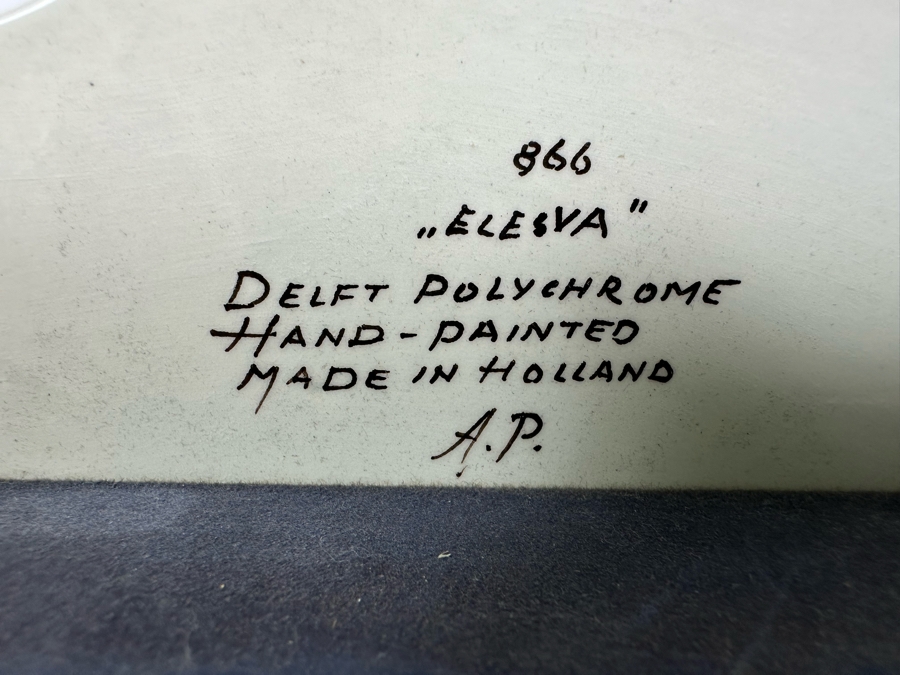 866
„ELESVA"
DELFT POLYCHROME
HAND-PAINTED
MADE IN HOLLAND
A.P.